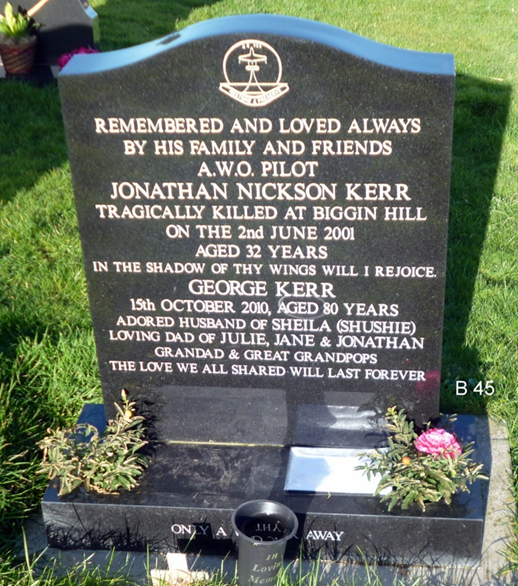 REMEMBERED AND LOVED ALWAYS
BY HIS FAMILY AND FRIENDS
A.W.O. PILOT
JONATHAN NICKSON KERR
TRAGICALLY KILLED AT BIGGIN HILL
ON THE 2nd JUNE 2001
AGED 32 YEARS
IN THE SHADOW OF THY WINGS WILL I REJOICE.
GEORGE KERR
15th OCTOBER 2010, AGED 80 YEARS
ADORED HUSBAND OF SHEILA (SHUSHIE)
LOVING DAD OF JULIE, JANE & JONATHAN
GRANDAD & GREAT GRANDPOPS
THE LOVE WE ALL SHARED WILL LAST FOREVER
B 45
ONLY A AWAY
In
Loving